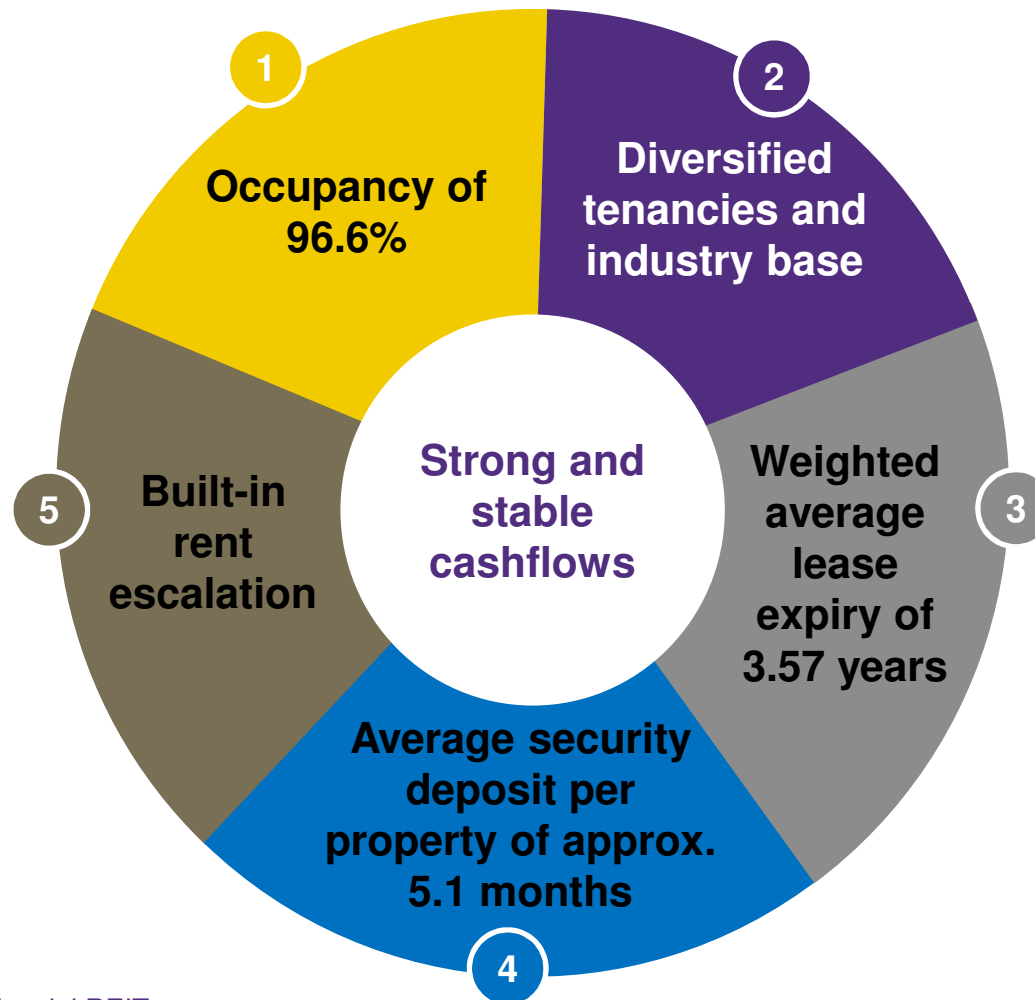 1
Occupancy of
96.6%
2
Diversified
tenancies and
industry base
3
Weighted
average
lease
expiry of
3.57 years
4
Average security
deposit per
property of approx.
5.1 months
5
Built-in
rent
escalation
Strong and
stable
cashflows
REIT